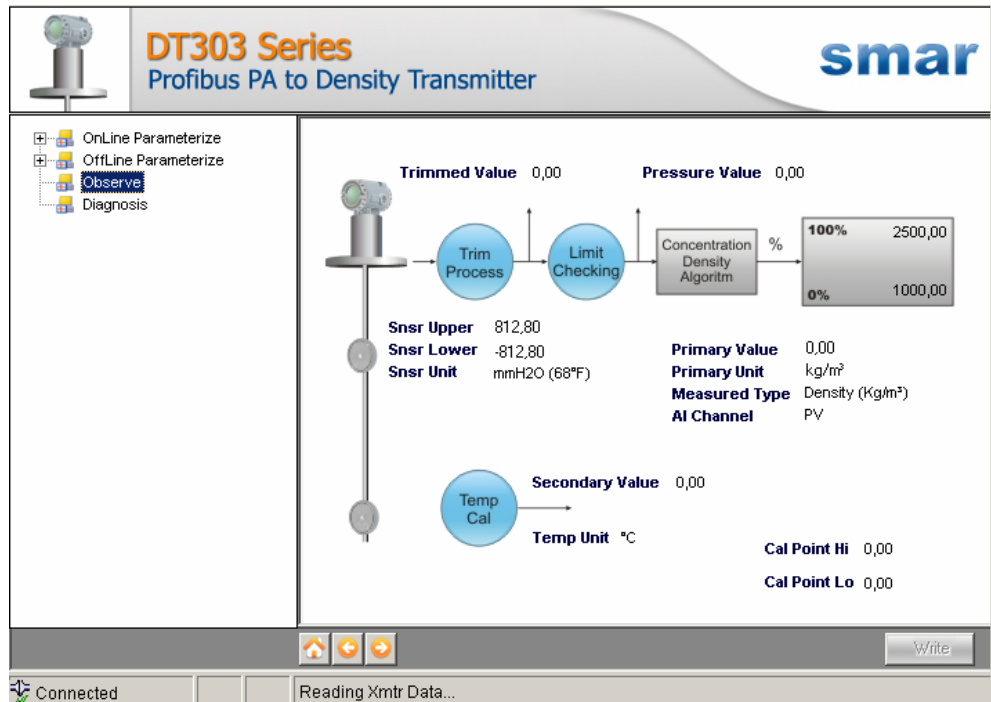 DT303 Series
Profibus PA to Density Transmitter
smar
OnLine Parameterize
OffLine Parameterize
Observe
Diagnosis
Trimmed Value 0,00 Pressure Value 0,00
Trim
Process
Limit
Checking
Concentration
Density
Algoritm
%
100% 2500,00
0% 1000,00
Snsr Upper 812,80
Snsr Lower -812,80
Snsr Unit mmH2O (68°F)
Primary Value 0,00
Primary Unit kg/m³
Measured Type Density (Kg/m³)
AI Channel PV
Temp
Cal
Secondary Value 0,00
Temp Unit °C
Cal Point Hi 0,00
Cal Point Lo 0,00
Write
Connected
Reading Xmtr Data...